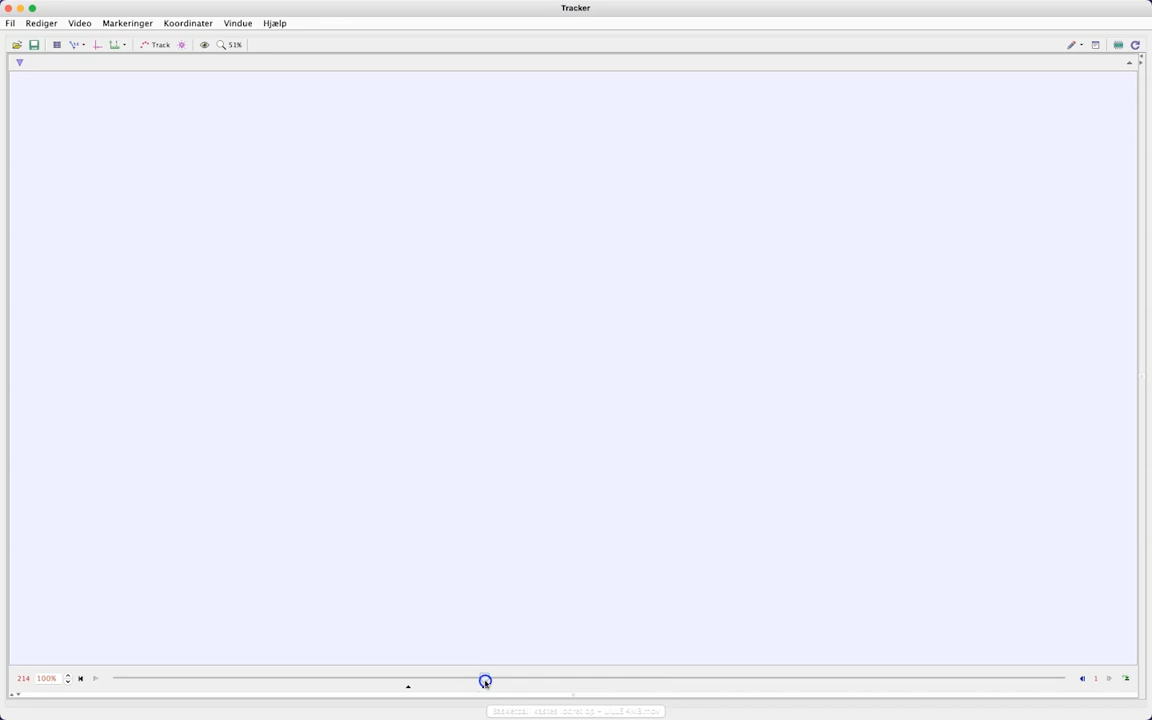 Tracker
Fil Rediger Video Markeringer Koordinater Vindue Hjælp
Track 51%
214 100% 1